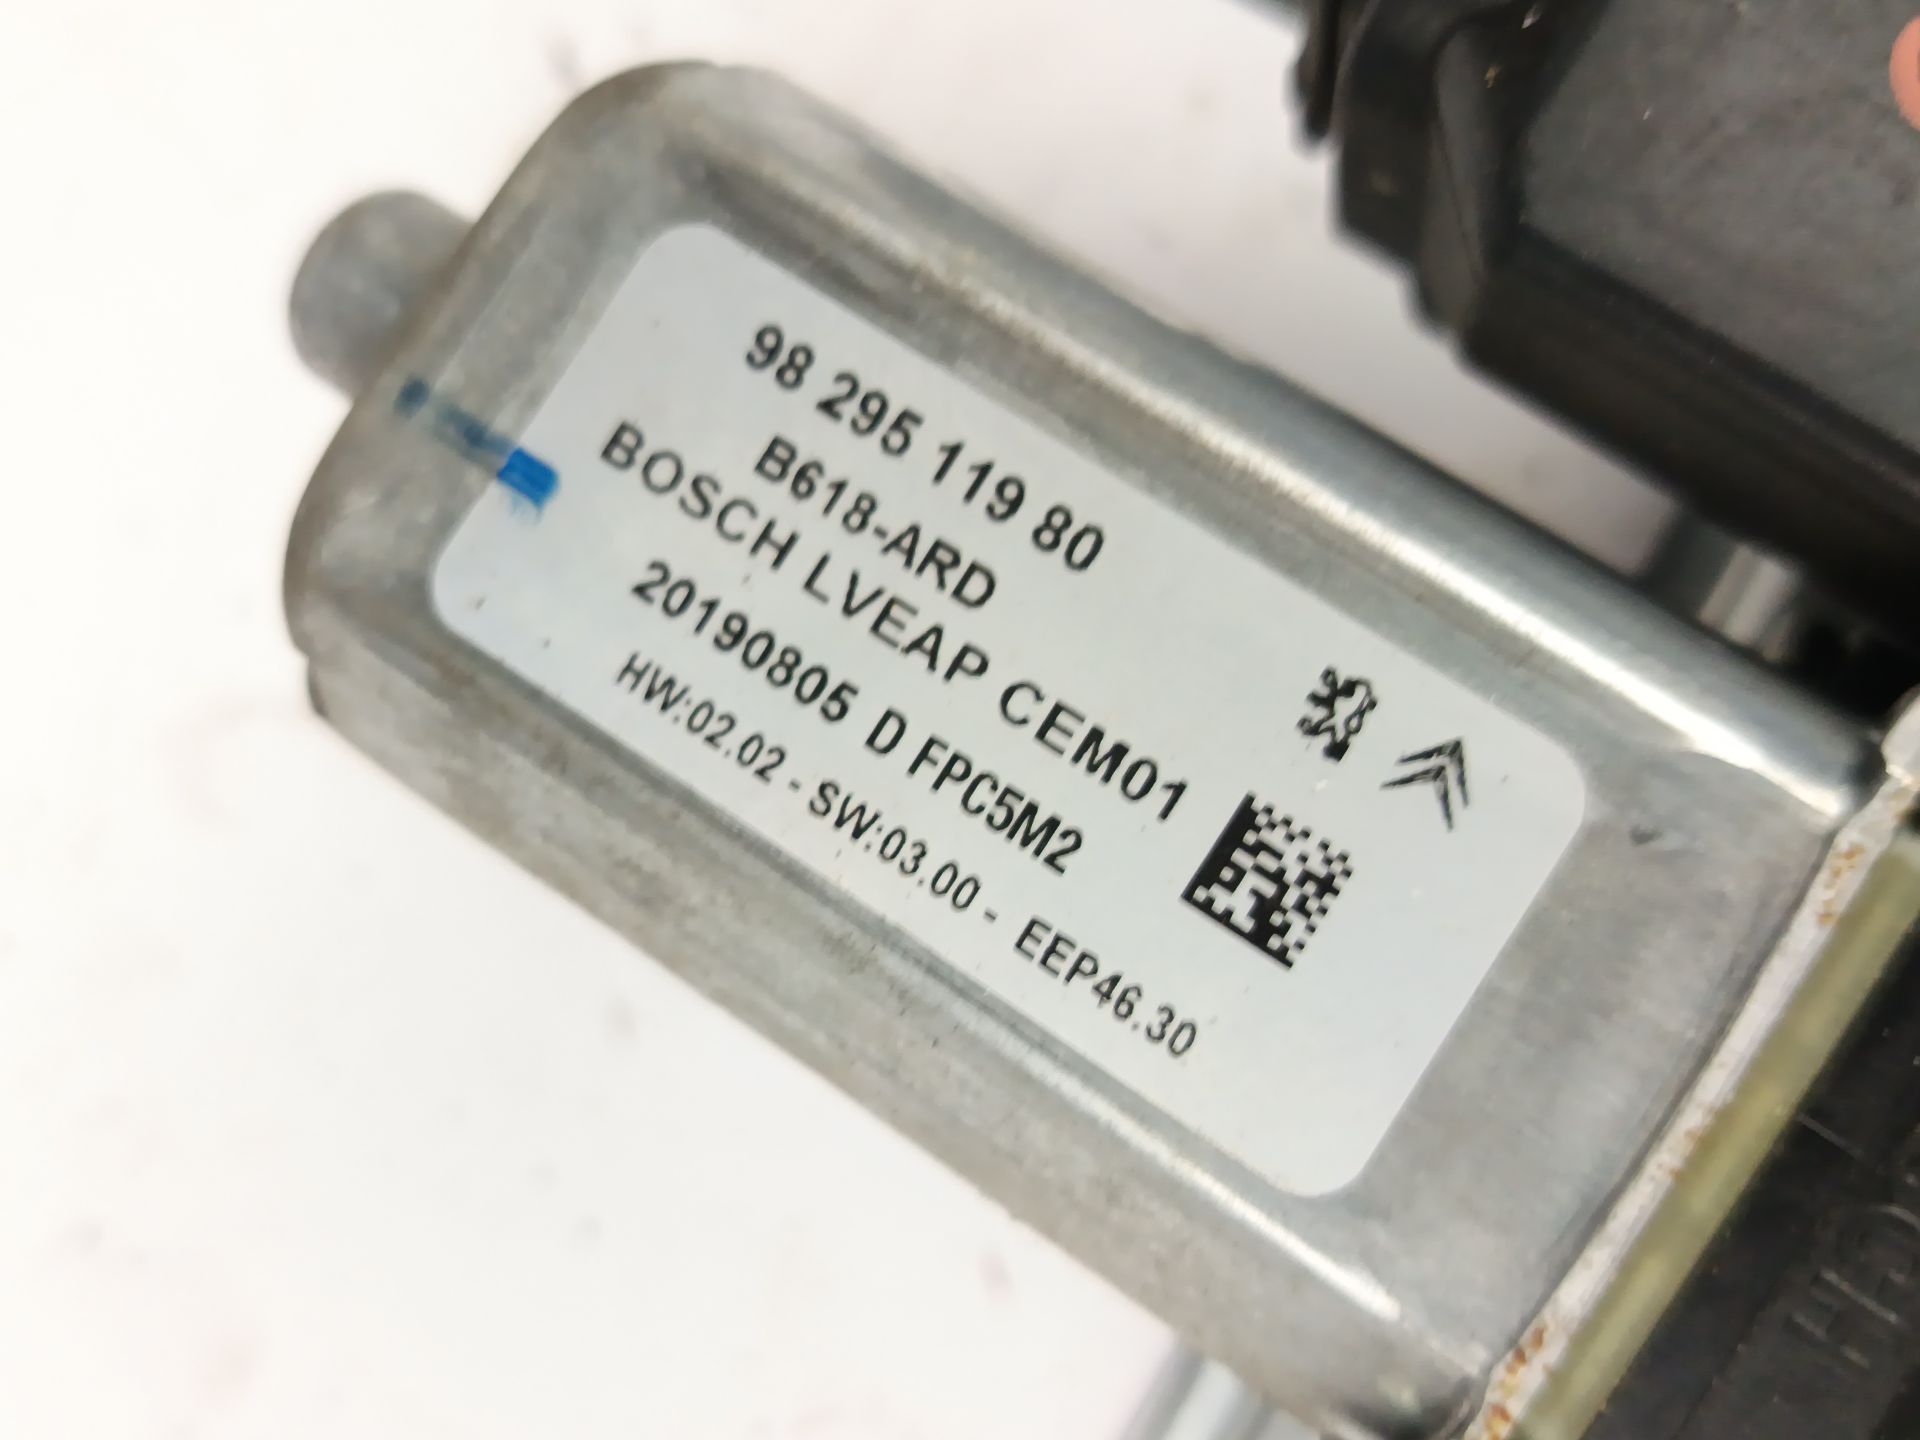 98 295 119 80
B618-ARD
BOSCH LVEAP CEM01
20190805 D FPC5M2
HW:02.02 - SW:03.00 - EEP46.30